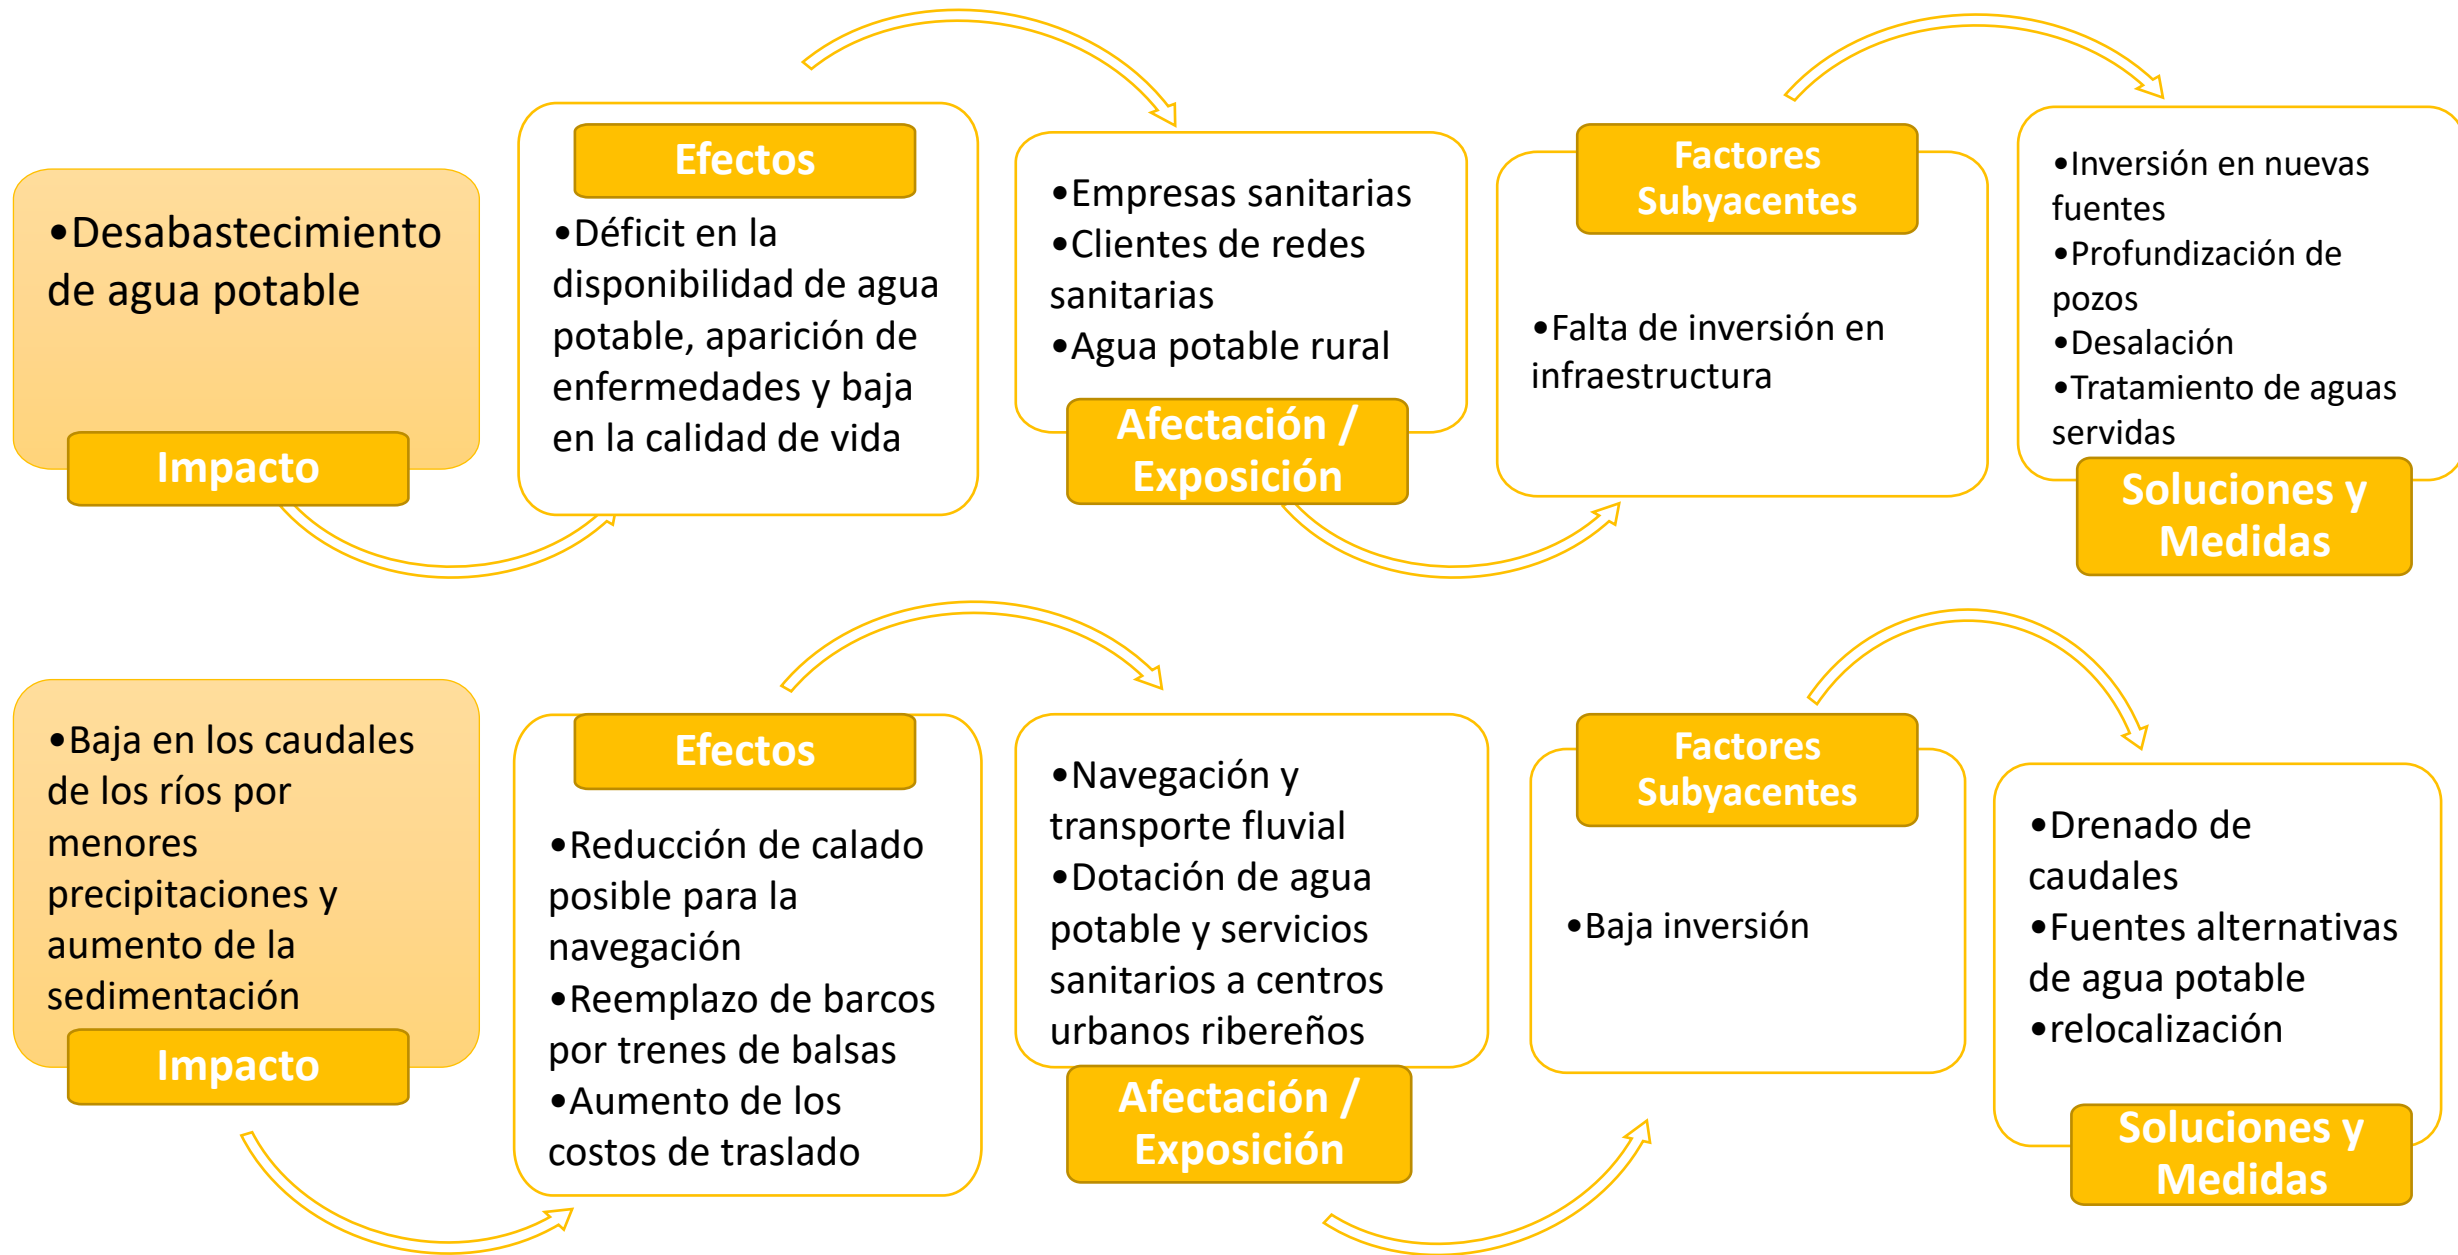 •Desabastecimiento
de agua potable
Impacto
Efectos
•Déficit en la
disponibilidad de agua
potable, aparición de
enfermedades y baja
en la calidad de vida
•Empresas sanitarias
•Clientes de redes
sanitarias
•Agua potable rural
Afectación /
Exposición
Factores
Subyacentes
•Falta de inversión en
infraestructura
•Inversión en nuevas
fuentes
•Profundización de
pozos
•Desalación
•Tratamiento de aguas
servidas
Soluciones y
Medidas
•Baja en los caudales
de los ríos por
menores
precipitaciones y
aumento de la
sedimentación
Impacto
Efectos
•Reducción de calado
posible para la
navegación
•Reemplazo de barcos
por trenes de balsas
•Aumento de los
costos de traslado
•Navegación y
transporte fluvial
•Dotación de agua
potable y servicios
sanitarios a centros
urbanos ribereños
Afectación /
Exposición
Factores
Subyacentes
•Baja inversión
•Drenado de
caudales
•Fuentes alternativas
de agua potable
•relocalización
Soluciones y
Medidas